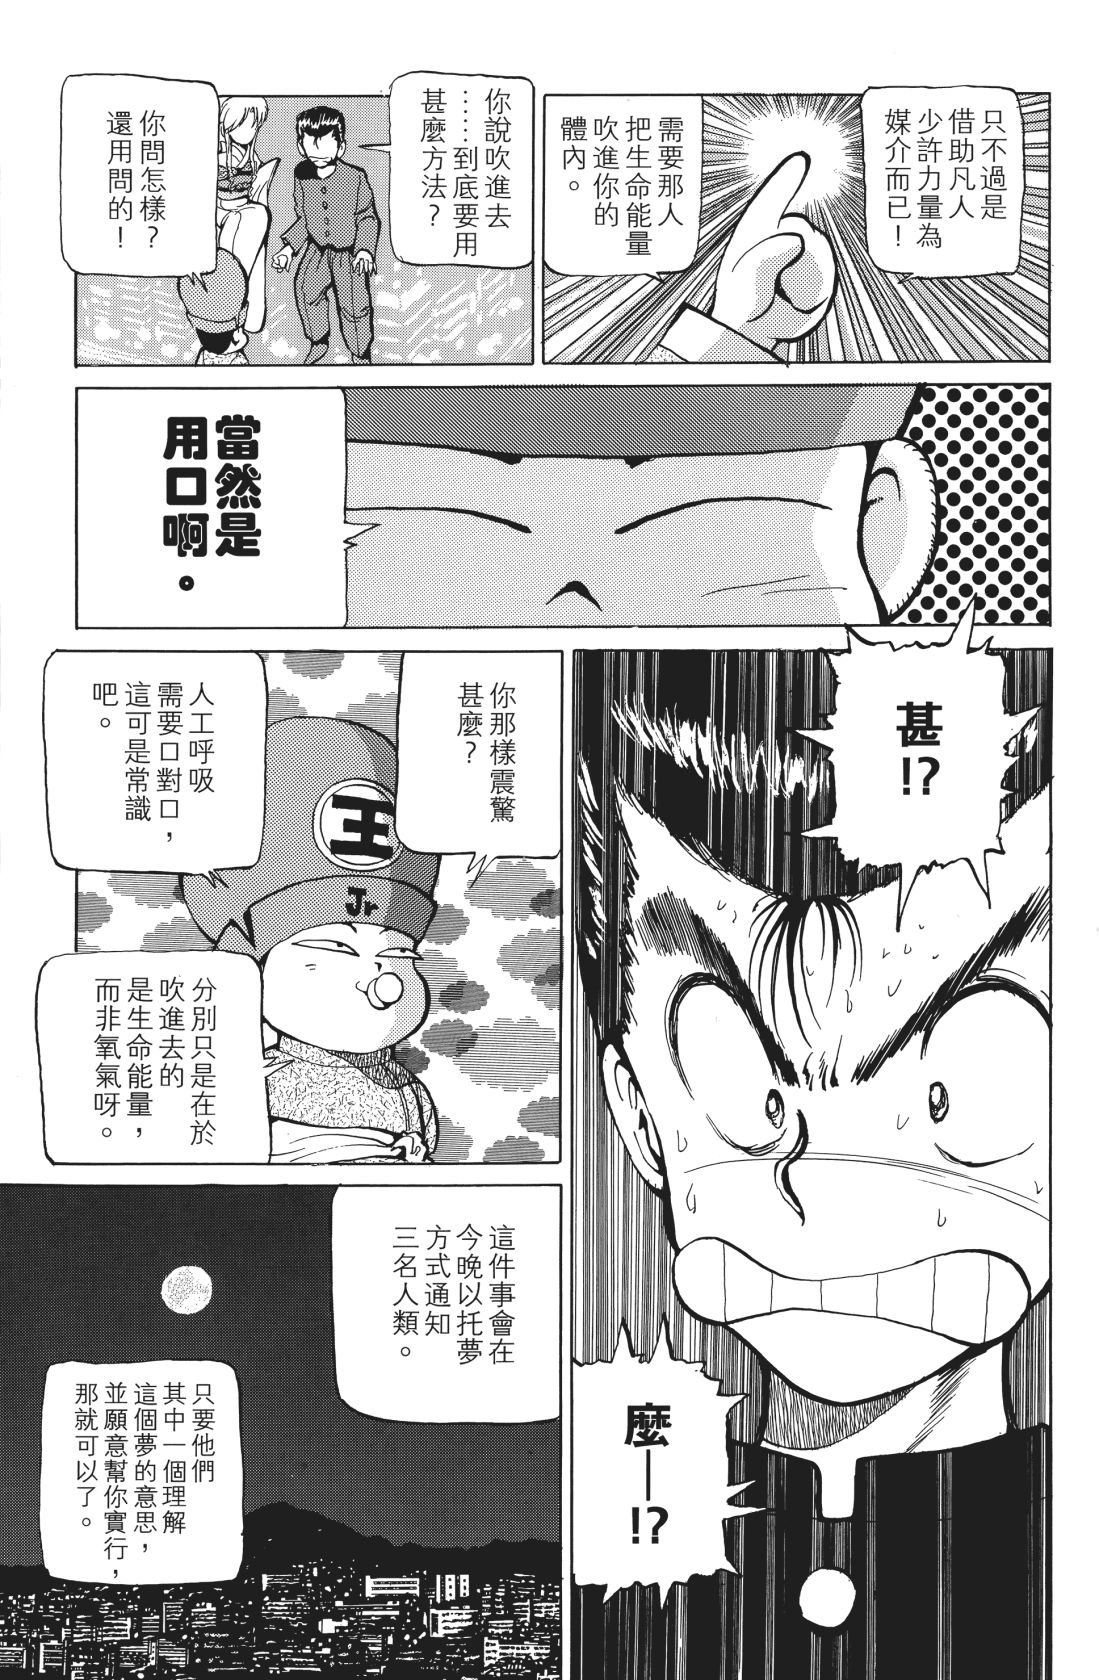 只不過是
借助凡人
少許力量為
媒介而已！
需要那人
把生命能量
吹進你的
體內。
你說吹進去
……到底要用
甚麼方法？
你問怎樣？
還用問的！
當然是
用口啊。
甚!?
你那樣震驚
甚麼？
王
Jr
人工呼吸
需要口對口，
這可是常識
吧。
分別只是在於
吹進去的
是生命能量，
而非氧氣呀。
麼—!?
這件事會在
今晚以托夢
方式通知
三名人類。
只要他們
其中一個理解
這個夢的意思，
並願意幫你實行，
那就可以了。